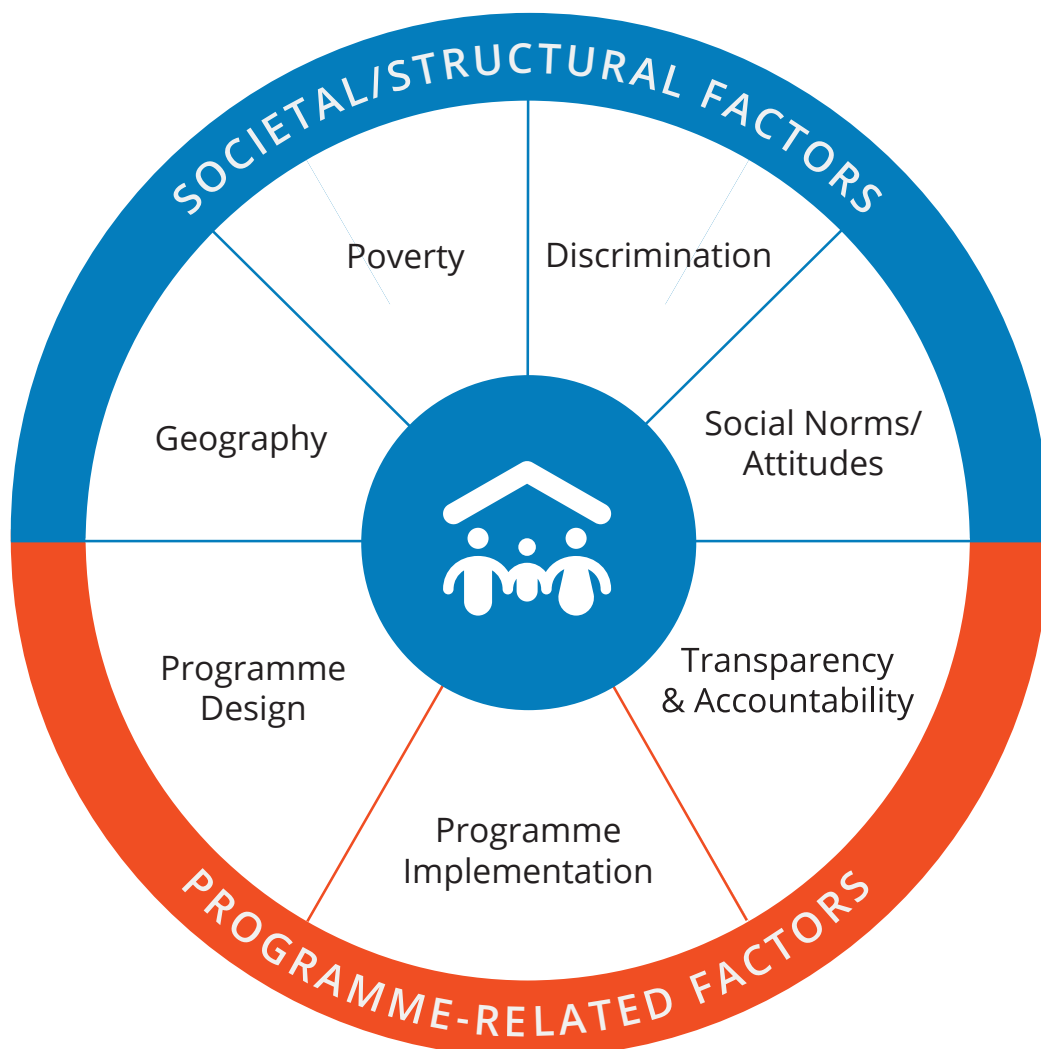 SOCIETAL/STRUCTURAL FACTORS
Poverty
Discrimination
Geography
Social Norms/
Attitudes
Programme
Design
Transparency
& Accountability
Programme
Implementation
PROGRAMME-RELATED FACTORS